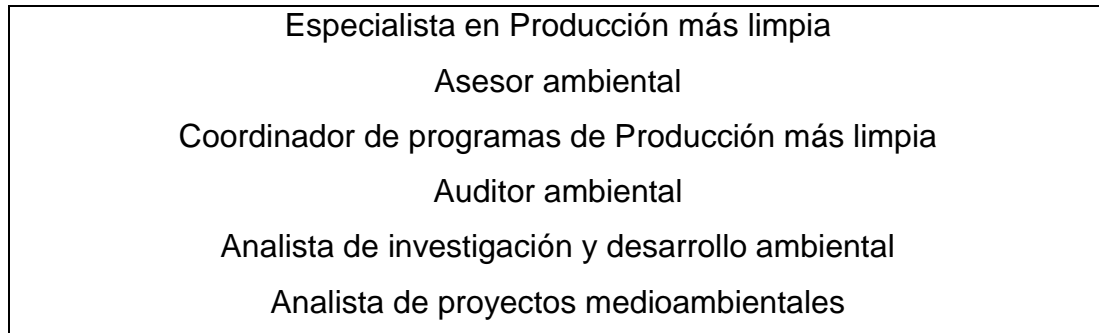 Especialista en Producción más limpia
Asesor ambiental
Coordinador de programas de Producción más limpia
Auditor ambiental
Analista de investigación y desarrollo ambiental
Analista de proyectos medioambientales